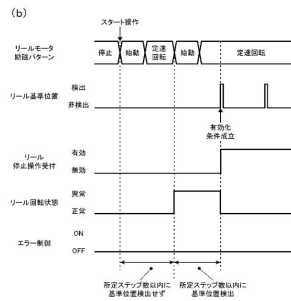 (b)
スタート操作
リールモータ
励磁パターン
停止
始動
定速
回転
始動
定速回転
リール基準位置
検出
非検出
有効化
条件成立
リール
停止操作受付
有効
無効
リール回転状態
異常
正常
エラー制御
ON
OFF
所定ステップ数以内に
基準位置検出せず
所定ステップ数以内に
基準位置検出